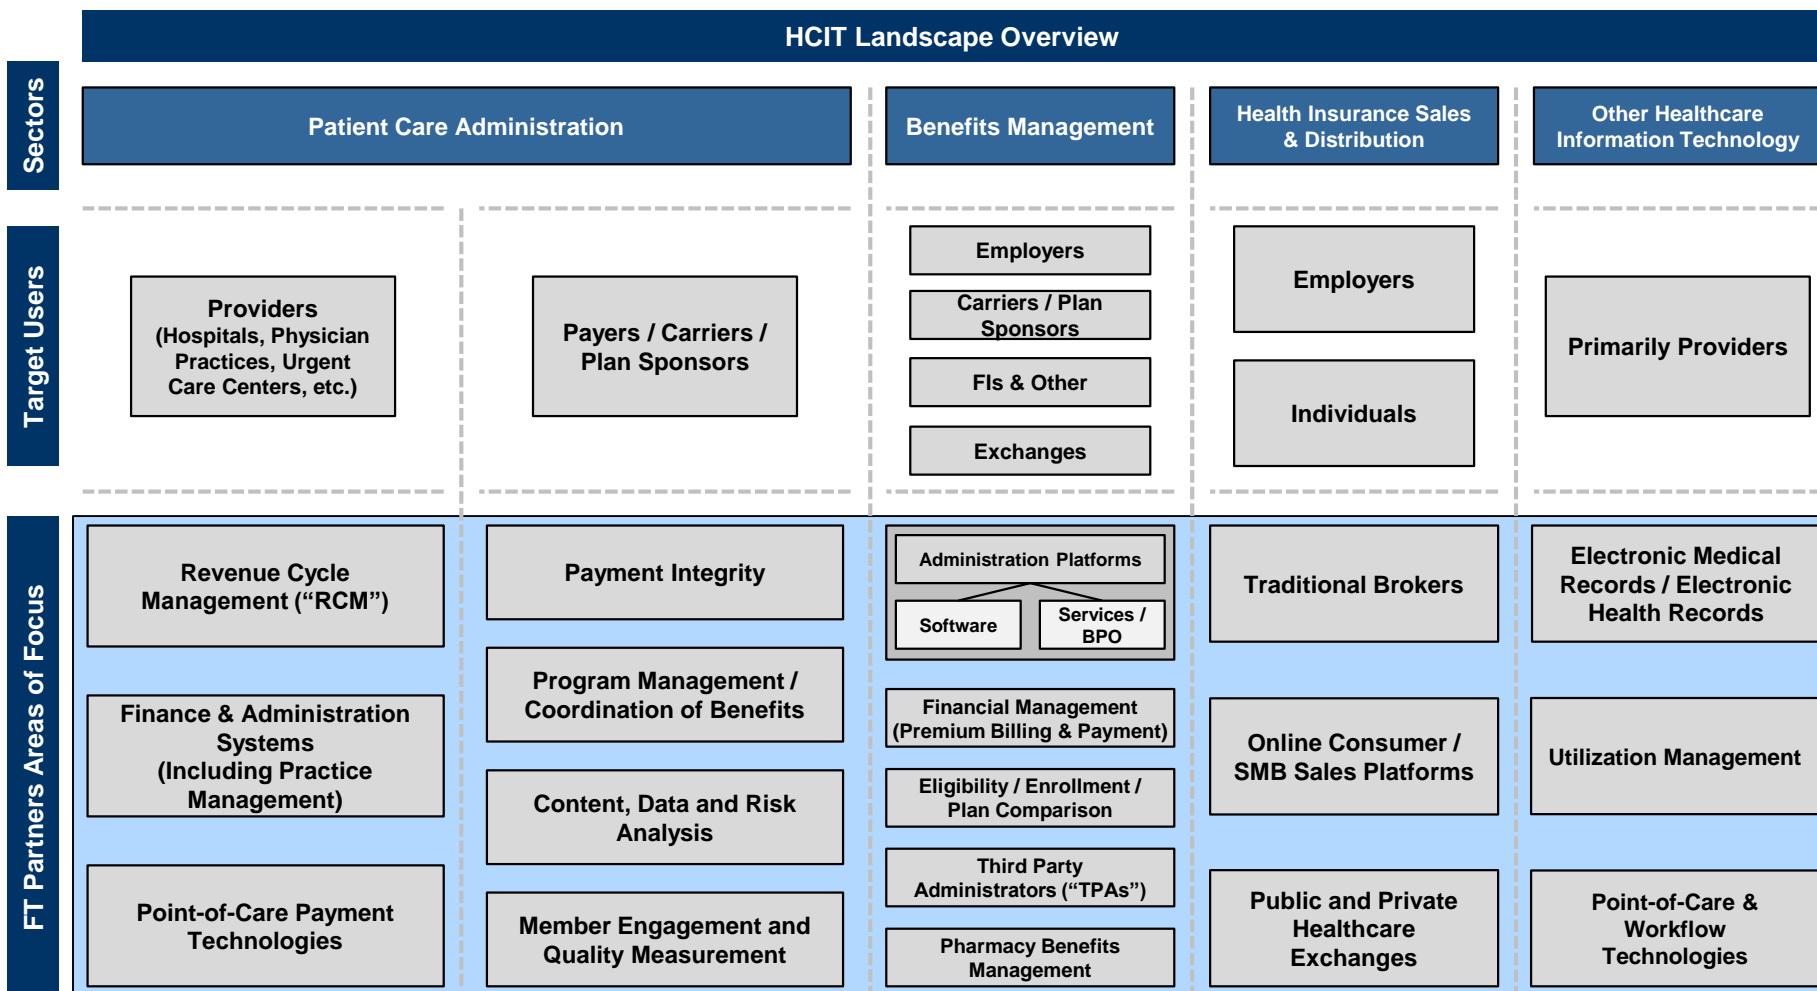 HCIT Landscape Overview
Sectors
Patient Care Administration
Benefits Management
Health Insurance Sales
& Distribution
Other Healthcare
Information Technology
Target Users
Providers
(Hospitals, Physician
Practices, Urgent
Care Centers, etc.)
Payers / Carriers /
Plan Sponsors
Employers
Carriers / Plan
Sponsors
FIs & Other
Exchanges
Employers
Individuals
Primarily Providers
FT Partners Areas of Focus
Revenue Cycle
Management (“RCM”)
Finance & Administration
Systems
(Including Practice
Management)
Point-of-Care Payment
Technologies
Payment Integrity
Program Management /
Coordination of Benefits
Content, Data and Risk
Analysis
Member Engagement and
Quality Measurement
Administration Platforms
Software
Services /
BPO
Financial Management
(Premium Billing & Payment)
Eligibility / Enrollment /
Plan Comparison
Third Party
Administrators (“TPAs”)
Pharmacy Benefits
Management
Traditional Brokers
Online Consumer /
SMB Sales Platforms
Public and Private
Healthcare
Exchanges
Electronic Medical
Records / Electronic
Health Records
Utilization Management
Point-of-Care &
Workflow
Technologies